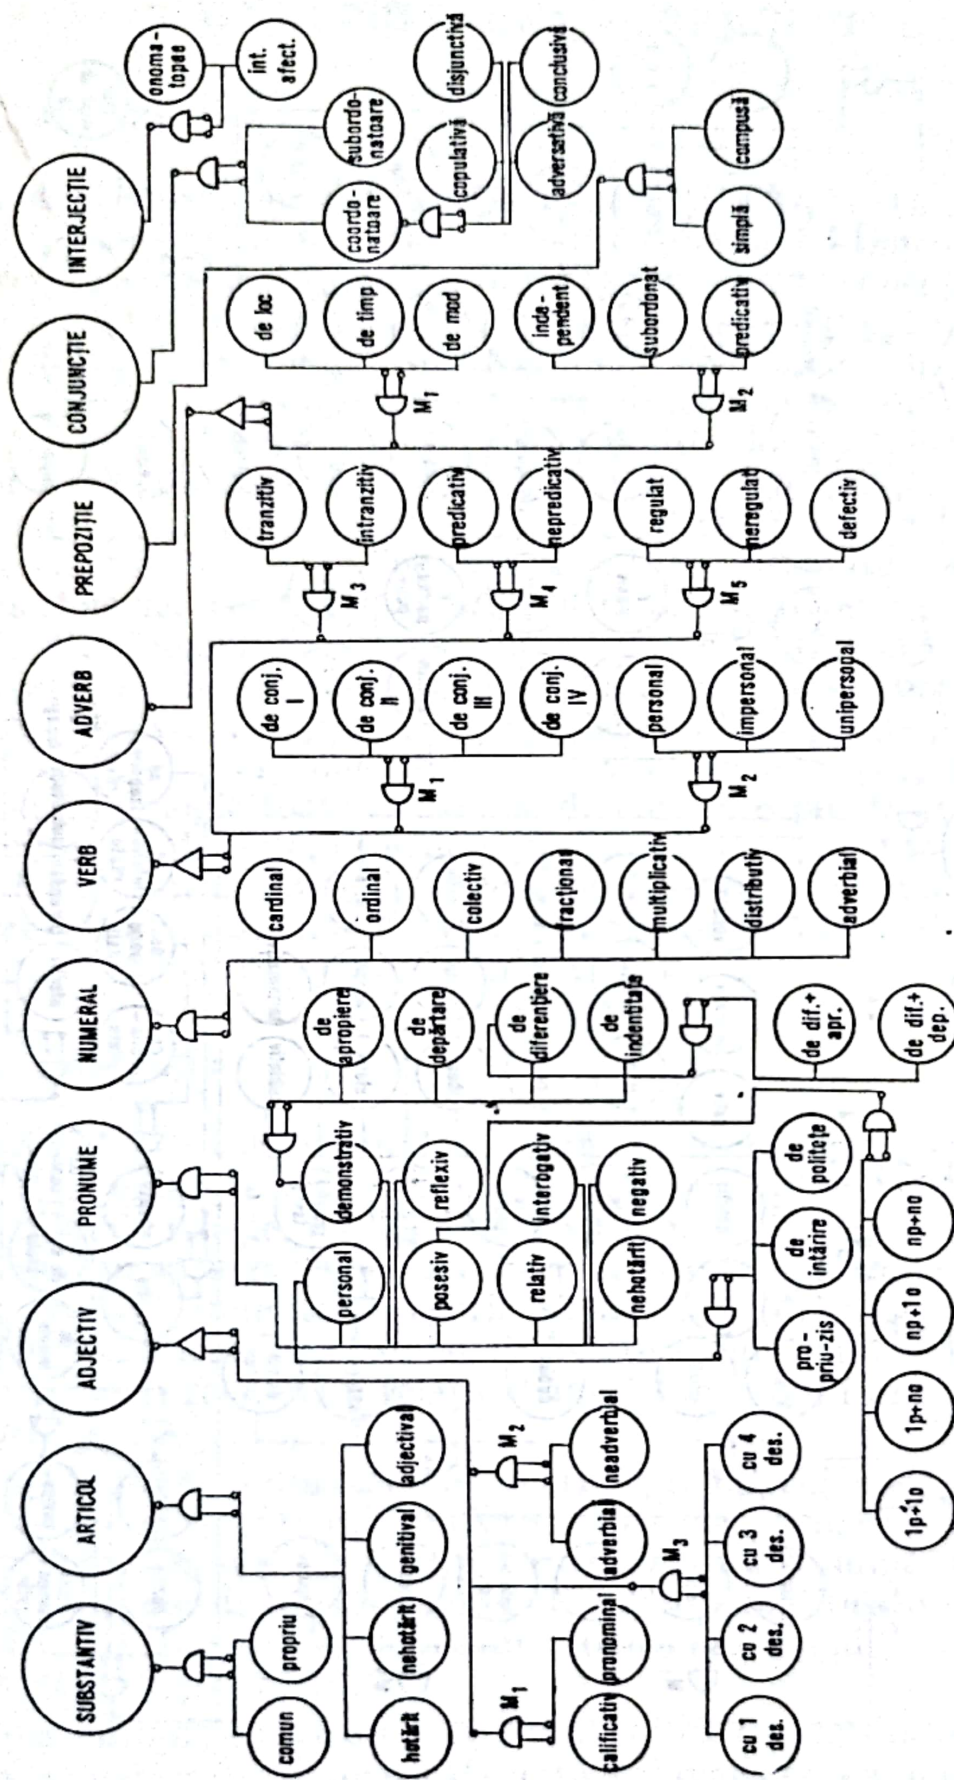 SUBSTANTIV
ARTICOL
ADJECTIV
PRONUME
NUMERAL
VERB
ADVERB
PREPOZIȚIE
CONJUNCȚIE
INTERJECȚIE
comun
propriu
hotărît
nehotărît
genitival
adjectival
M1
calificativ
pronominal
M2
adverbial
neadverbial
M3
cu 1
des.
cu 2
des.
cu 3
des.
cu 4
des.
personal
demonstrativ
posesiv
reflexiv
relativ
interogativ
nehotărît
negativ
de
apropiere
de
depărtare
de
diferențiere
de
indentitate
de dif.+
apr.
de dif.+
dep.
pro-
priu-zis
de
întărire
de
politețe
1p+1o
1p+no
np+1o
np+no
cardinal
ordinal
colectiv
fracționar
multiplicativ
distributiv
adverbial
M1
de conj.
I
de conj.
II
de conj.
III
de conj.
IV
M2
personal
impersonal
unipersonal
M3
tranzitiv
intranzitiv
M4
predicativ
nepredicativ
M5
regulat
neregulat
defectiv
M1
de loc
de timp
de mod
M2
inde-
pendent
subordonat
predicativ
simplă
compusă
coordo-
natoare
subordo-
natoare
copulativă
disjunctivă
adversativă
conclusivă
onoma-
topee
int.
afect.